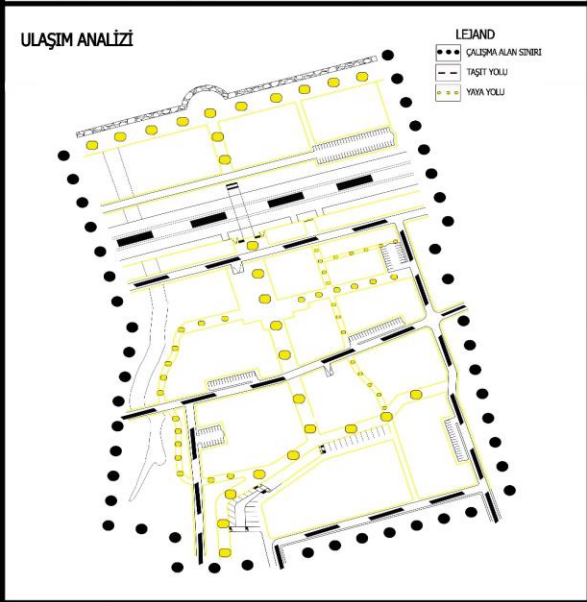 ULAŞIM ANALİZİ
LEJAND
ÇALIŞMA ALAN SINIRI
TAŞIT YOLU
YAYA YOLU